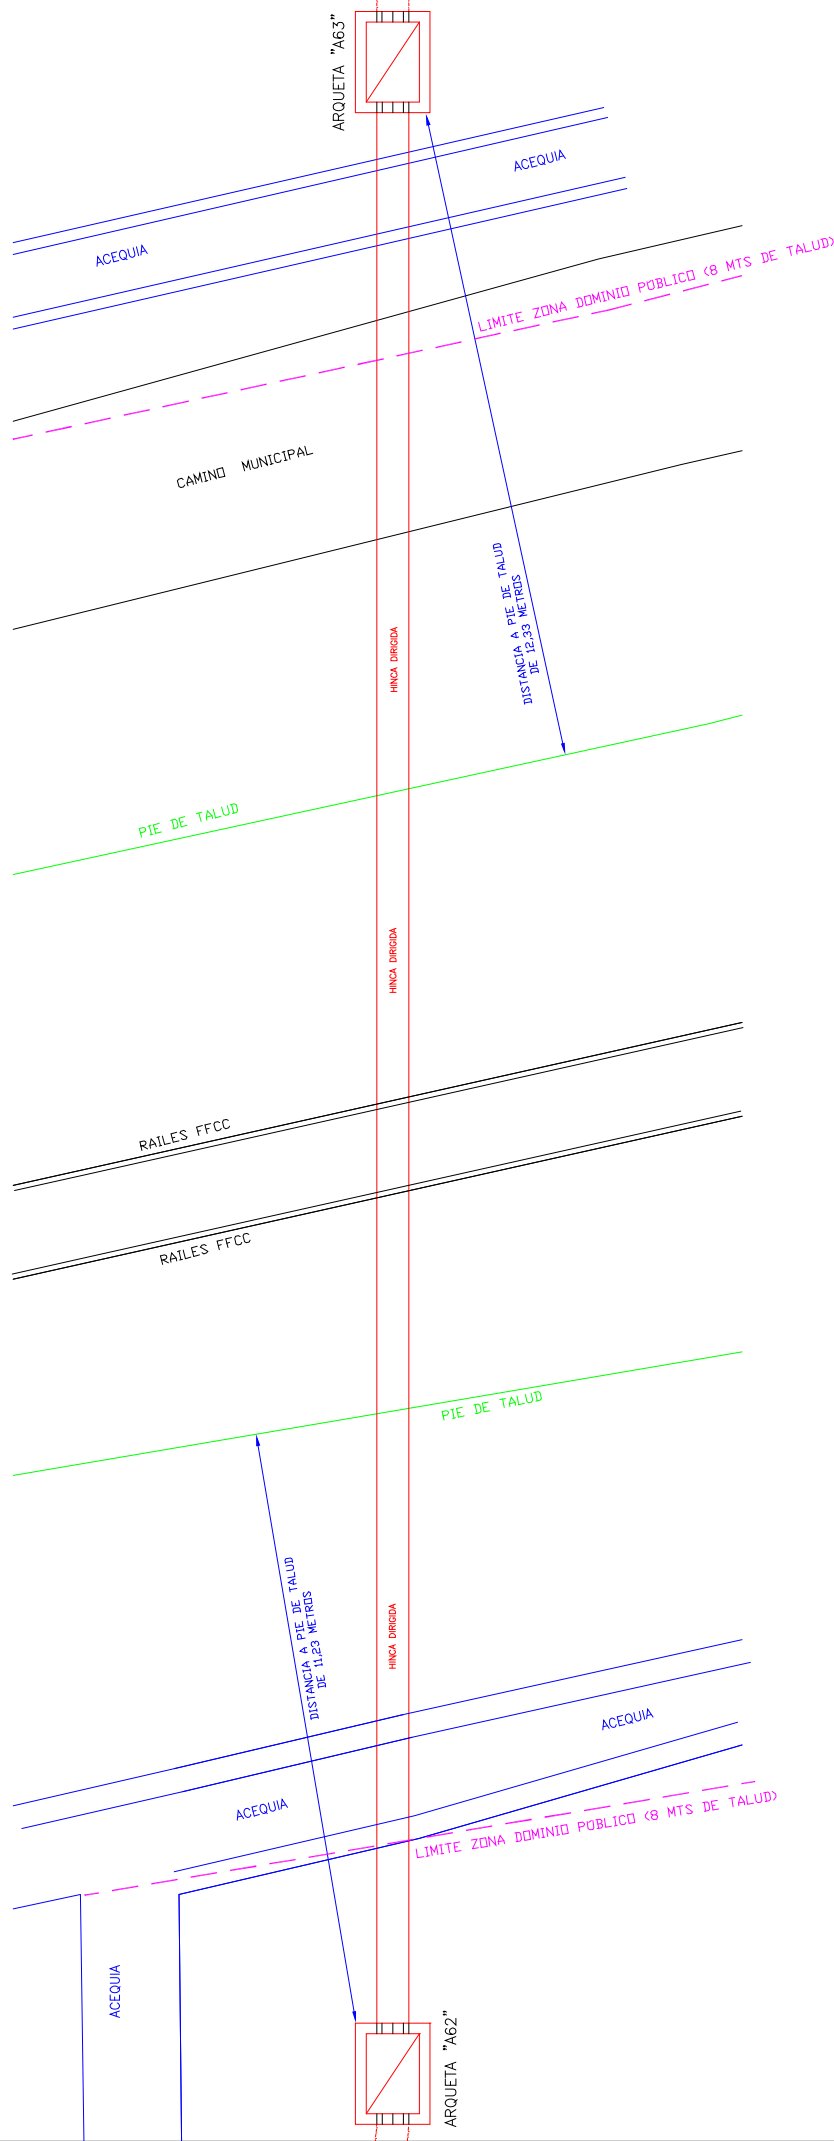 ARQUETA "A63"
ACEQUIA
ACEQUIA
LIMITE ZONA DOMINIO PÚBLICO (8 MTS DE TALUD)
CAMINO MUNICIPAL
DISTANCIA A PIE DE TALUD
DE 12,33 METROS
HINCA DIRIGIDA
PIE DE TALUD
HINCA DIRIGIDA
RAILES FFCC
RAILES FFCC
PIE DE TALUD
DISTANCIA A PIE DE TALUD
DE 11,23 METROS
HINCA DIRIGIDA
ACEQUIA
ACEQUIA
LIMITE ZONA DOMINIO PÚBLICO (8 MTS DE TALUD)
ACEQUIA
ARQUETA "A62"